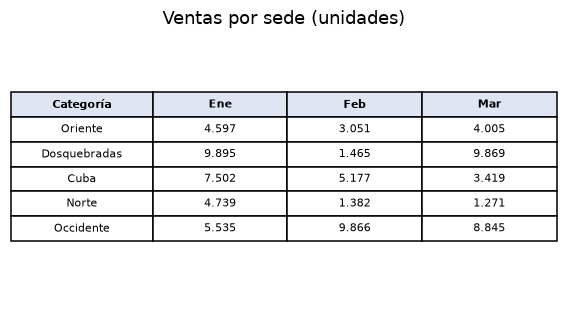 Ventas por sede (unidades)
Categoría Ene Feb Mar
Oriente 4.597 3.051 4.005
Dosquebradas 9.895 1.465 9.869
Cuba 7.502 5.177 3.419
Norte 4.739 1.382 1.271
Occidente 5.535 9.866 8.845